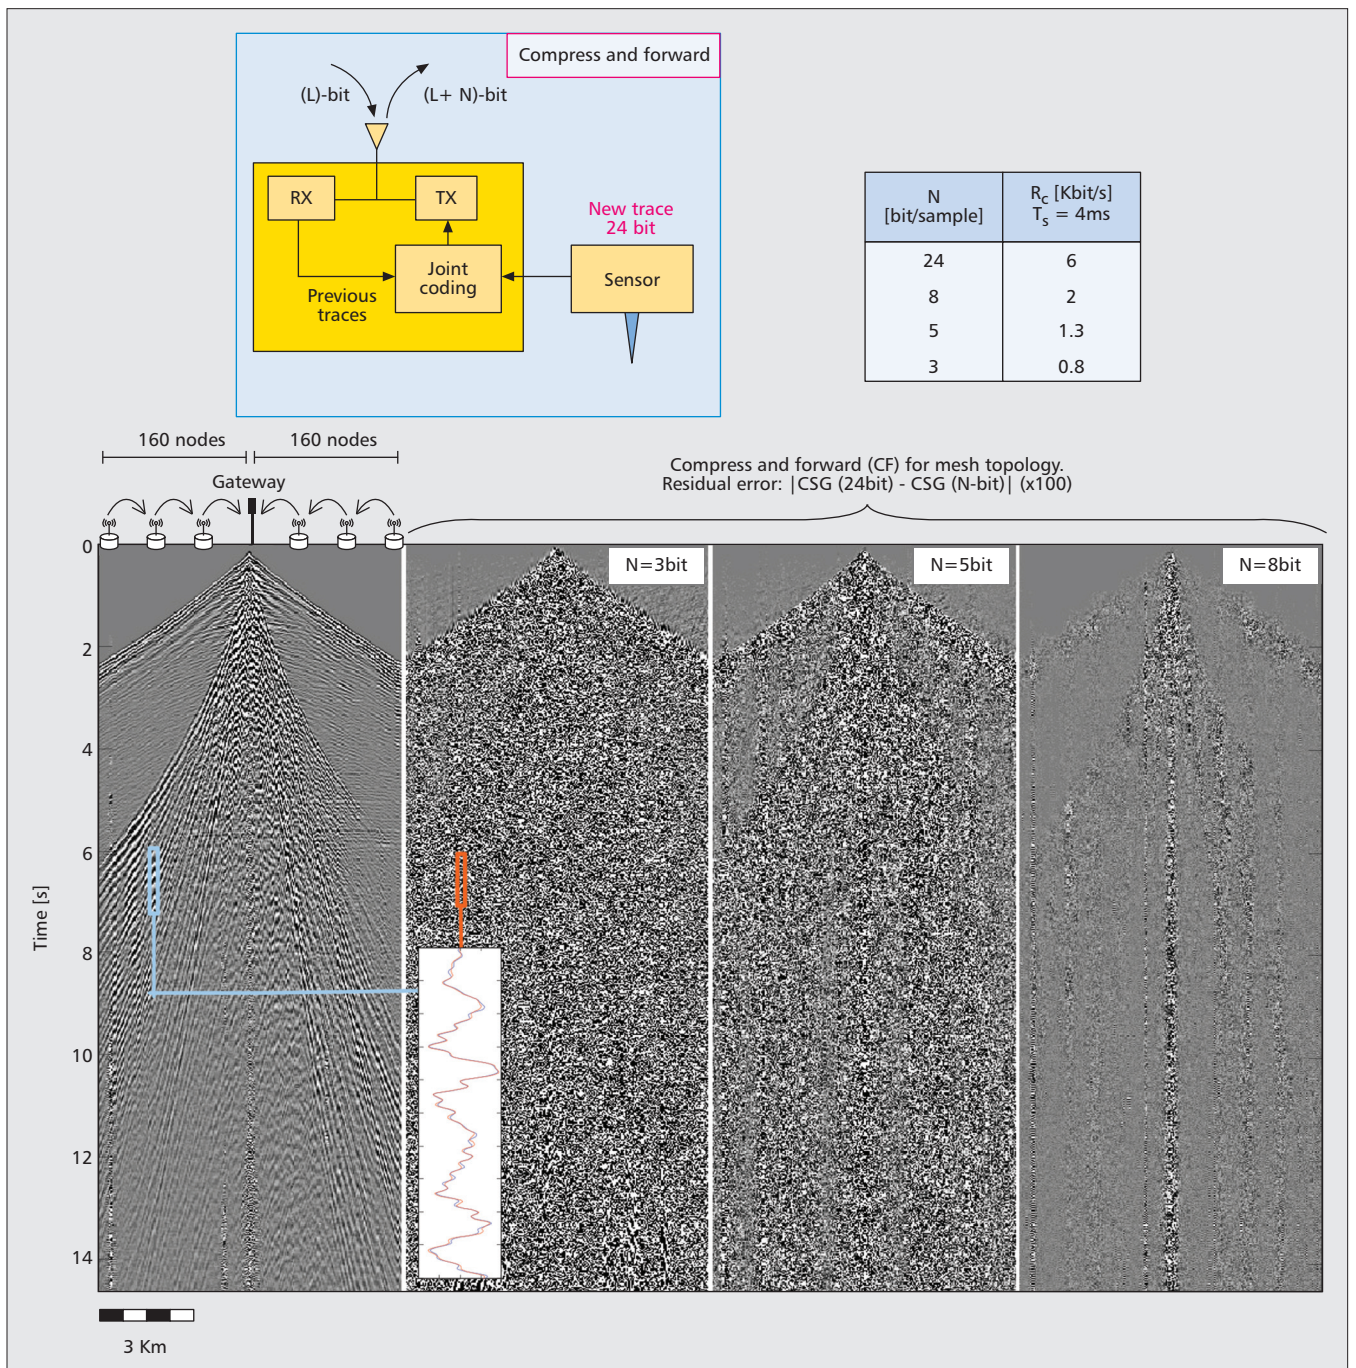 Compress and forward
(L)-bit
(L+ N)-bit
RX
TX
New trace
24 bit
Joint
coding
Sensor
Previous
traces
N
[bit/sample]
R_c [Kbit/s]
T_s = 4ms
24
6
8
2
5
1.3
3
0.8
160 nodes
160 nodes
Gateway
Compress and forward (CF) for mesh topology.
Residual error: |CSG (24bit) - CSG (N-bit)| (x100)
N=3bit
N=5bit
N=8bit
0
2
4
6
8
10
12
14
Time [s]
3 Km